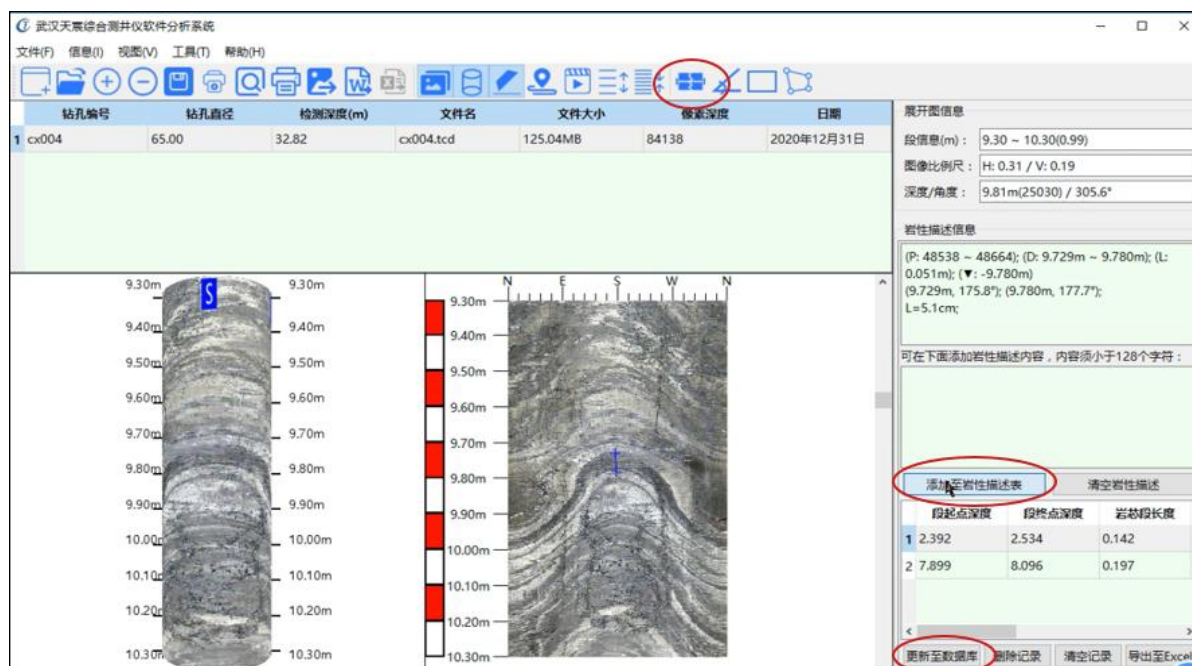 武汉天宸综合测井仪软件分析系统
文件(F) 信息(I) 视图(V) 工具(T) 帮助(H)
钻孔编号 钻孔直径 检测深度(m) 文件名 文件大小 像素深度 日期
1 cx004 65.00 32.82 cx004.tcd 125.04MB 84138 2020年12月31日
展开图信息
段信息(m)： 9.30 ~ 10.30(0.99)
图像比例尺： H: 0.31 / V: 0.19
深度/角度： 9.81m(25030) / 305.6°
岩性描述信息
(P: 48538 ~ 48664); (D: 9.729m ~ 9.780m); (L:
0.051m); (▼: -9.780m)
(9.729m, 175.8°); (9.780m, 177.7°);
L=5.1cm;
可在下面添加岩性描述内容，内容须小于128个字符：
添加至岩性描述表 清空岩性描述
段起点深度 段终点深度 岩芯段长度
1 2.392 2.534 0.142
2 7.899 8.096 0.197
更新至数据库 删除记录 清空记录 导出至Excel
S
N E S W N
9.30m 9.30m 9.30m
9.40m 9.40m 9.40m
9.50m 9.50m 9.50m
9.60m 9.60m 9.60m
9.70m 9.70m 9.70m
9.80m 9.80m 9.80m
9.90m 9.90m 9.90m
10.00m 10.00m 10.00m
10.10m 10.10m 10.10m
10.20m 10.20m 10.20m
10.30m 10.30m 10.30m